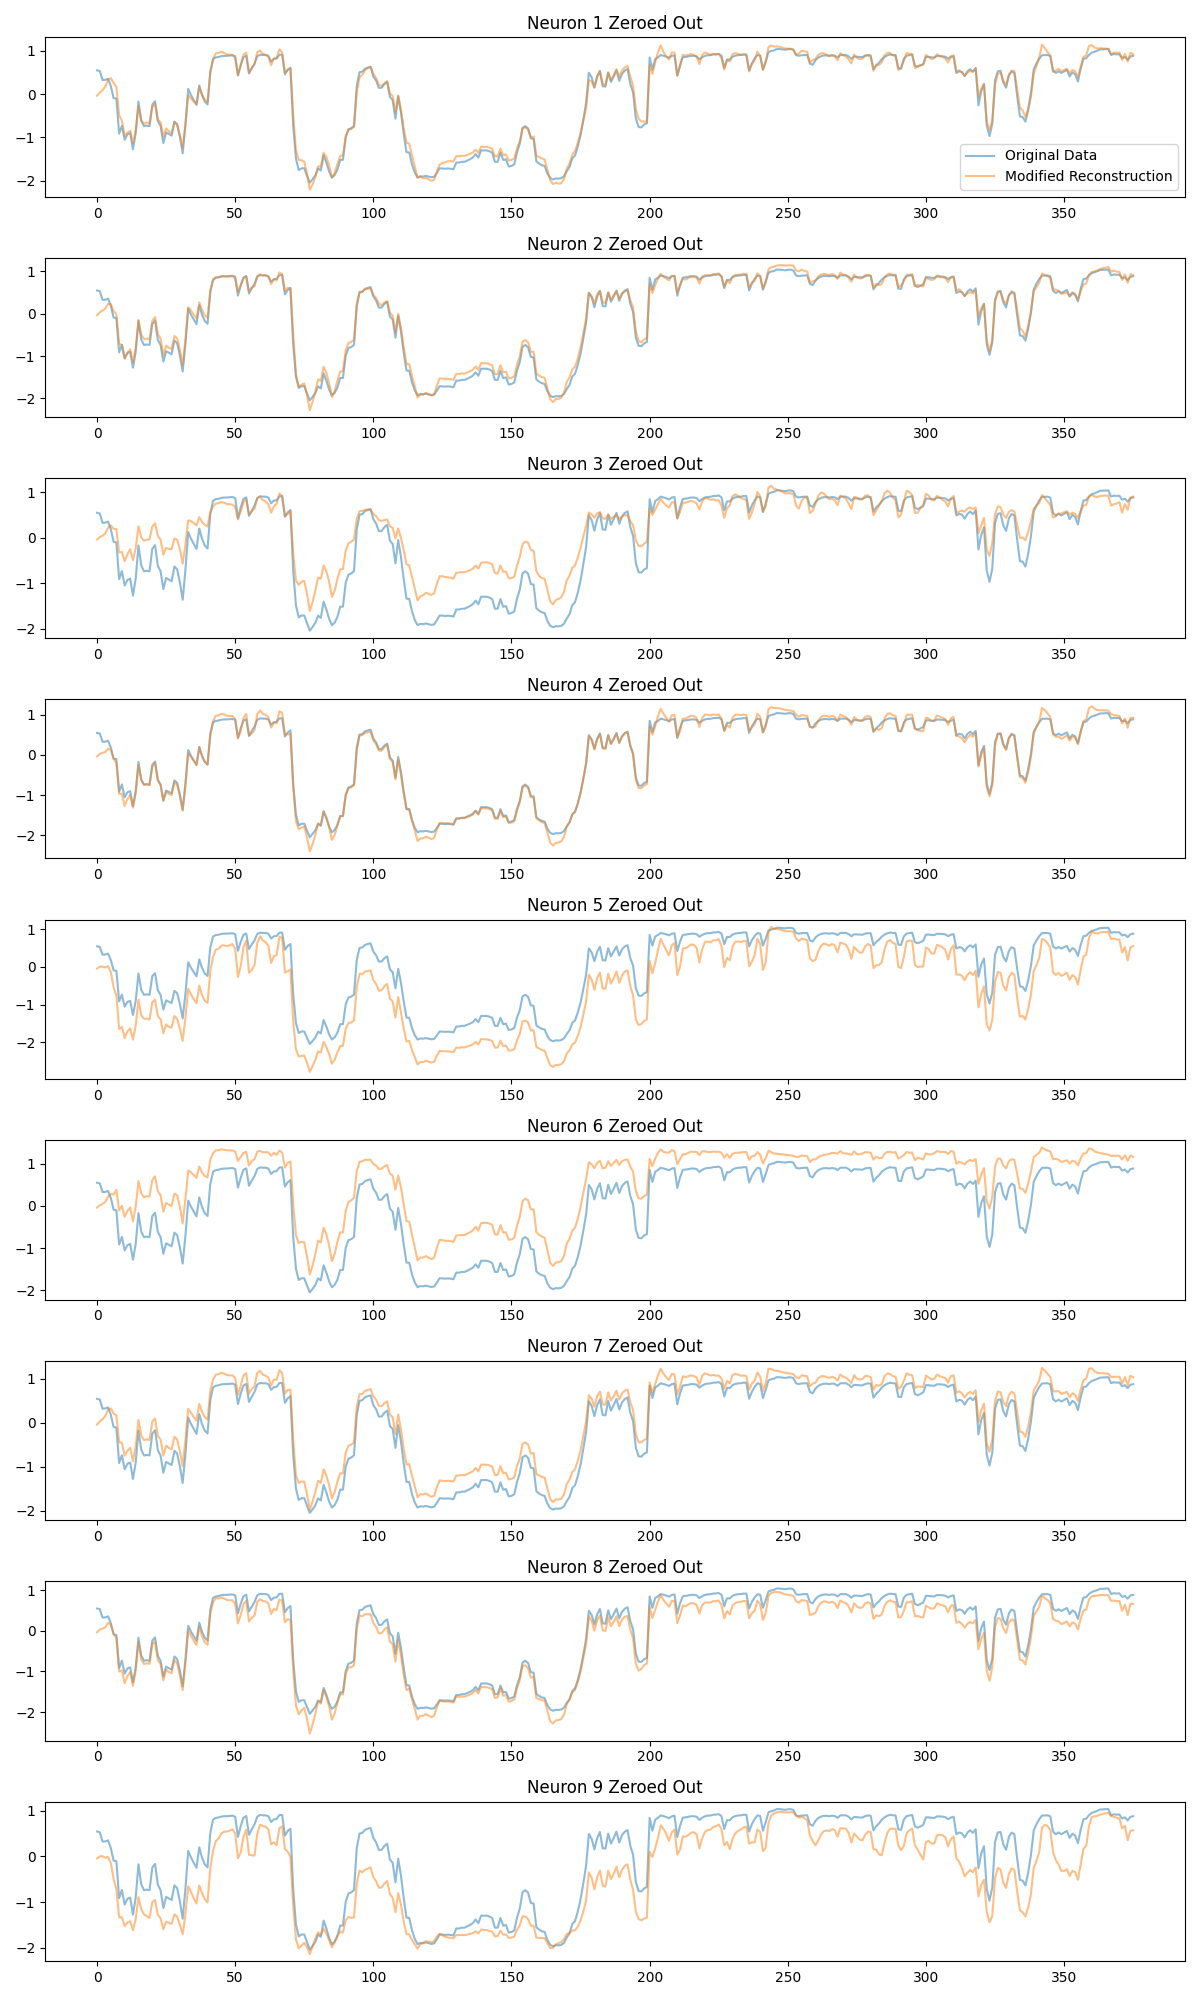 Neuron 1 Zeroed Out
1
0
−1
−2
Original Data
Modified Reconstruction
0 50 100 150 200 250 300 350
Neuron 2 Zeroed Out
1
0
−1
−2
0 50 100 150 200 250 300 350
Neuron 3 Zeroed Out
1
0
−1
−2
0 50 100 150 200 250 300 350
Neuron 4 Zeroed Out
1
0
−1
−2
0 50 100 150 200 250 300 350
Neuron 5 Zeroed Out
1
0
−1
−2
0 50 100 150 200 250 300 350
Neuron 6 Zeroed Out
1
0
−1
−2
0 50 100 150 200 250 300 350
Neuron 7 Zeroed Out
1
0
−1
−2
0 50 100 150 200 250 300 350
Neuron 8 Zeroed Out
1
0
−1
−2
0 50 100 150 200 250 300 350
Neuron 9 Zeroed Out
1
0
−1
−2
0 50 100 150 200 250 300 350